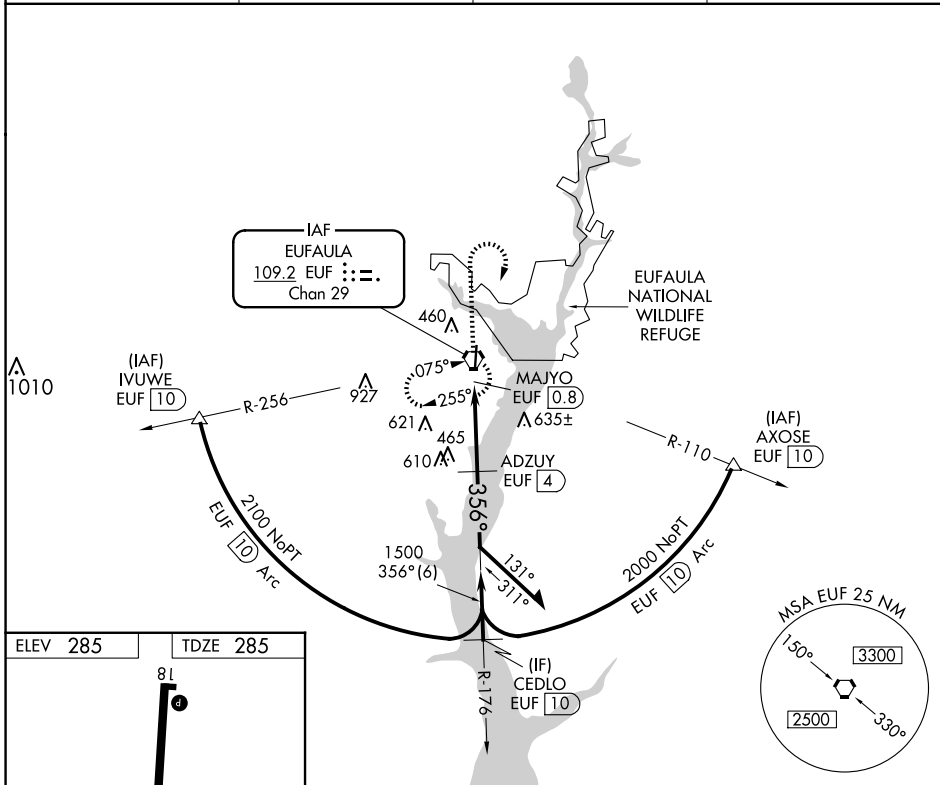 IAF
EUFAULA
109.2 EUF
Chan 29
EUFAULA
NATIONAL
WILDLIFE
REFUGE
460
1010
(IAF)
IVUWE
EUF 10
R-256
927
075°
255°
MAJYO
EUF 0.8
621
635±
465
610
ADZUY
EUF 4
R-110
(IAF)
AXOSE
EUF 10
356°
2100 NoPT
EUF 10 Arc
1500
356° (6)
131°
311°
2000 NoPT
EUF 10 Arc
R-176
(IF)
CEDLO
EUF 10
MSA EUF 25 NM
150°
3300
2500
330°
ELEV 285
TDZE 285
18
P